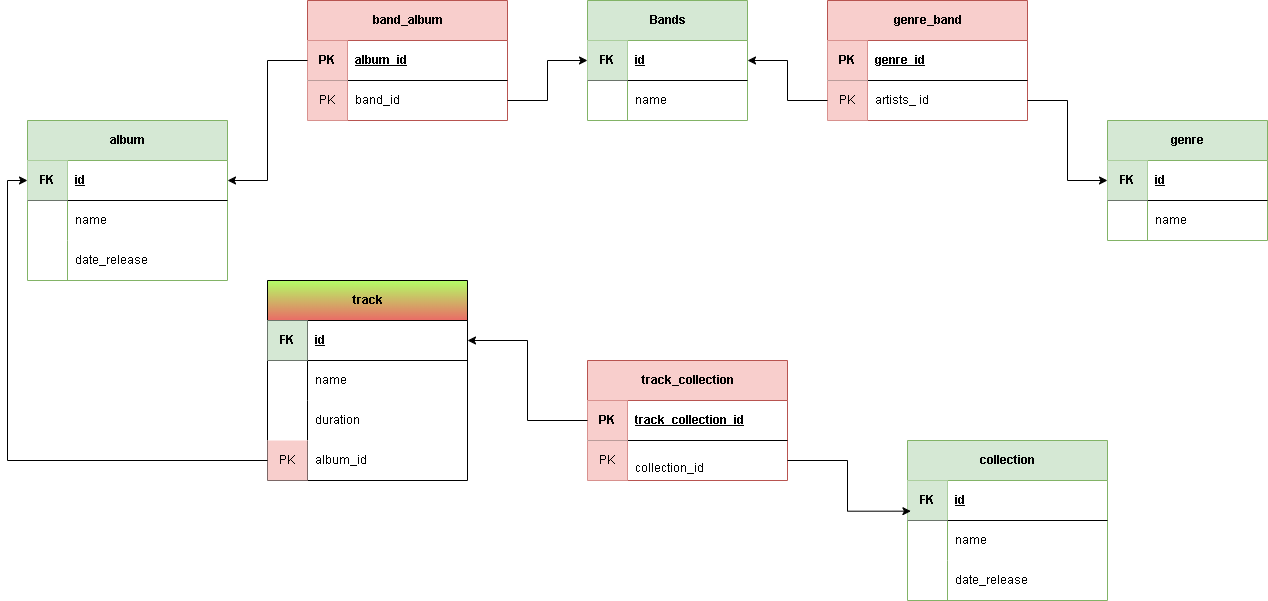 band_album
PK album_id
PK band_id
Bands
FK id
name
genre_band
PK genre_id
PK artists_ id
album
FK id
name
date_release
genre
FK id
name
track
FK id
name
duration
PK album_id
track_collection
PK track_collection_id
PK collection_id
collection
FK id
name
date_release